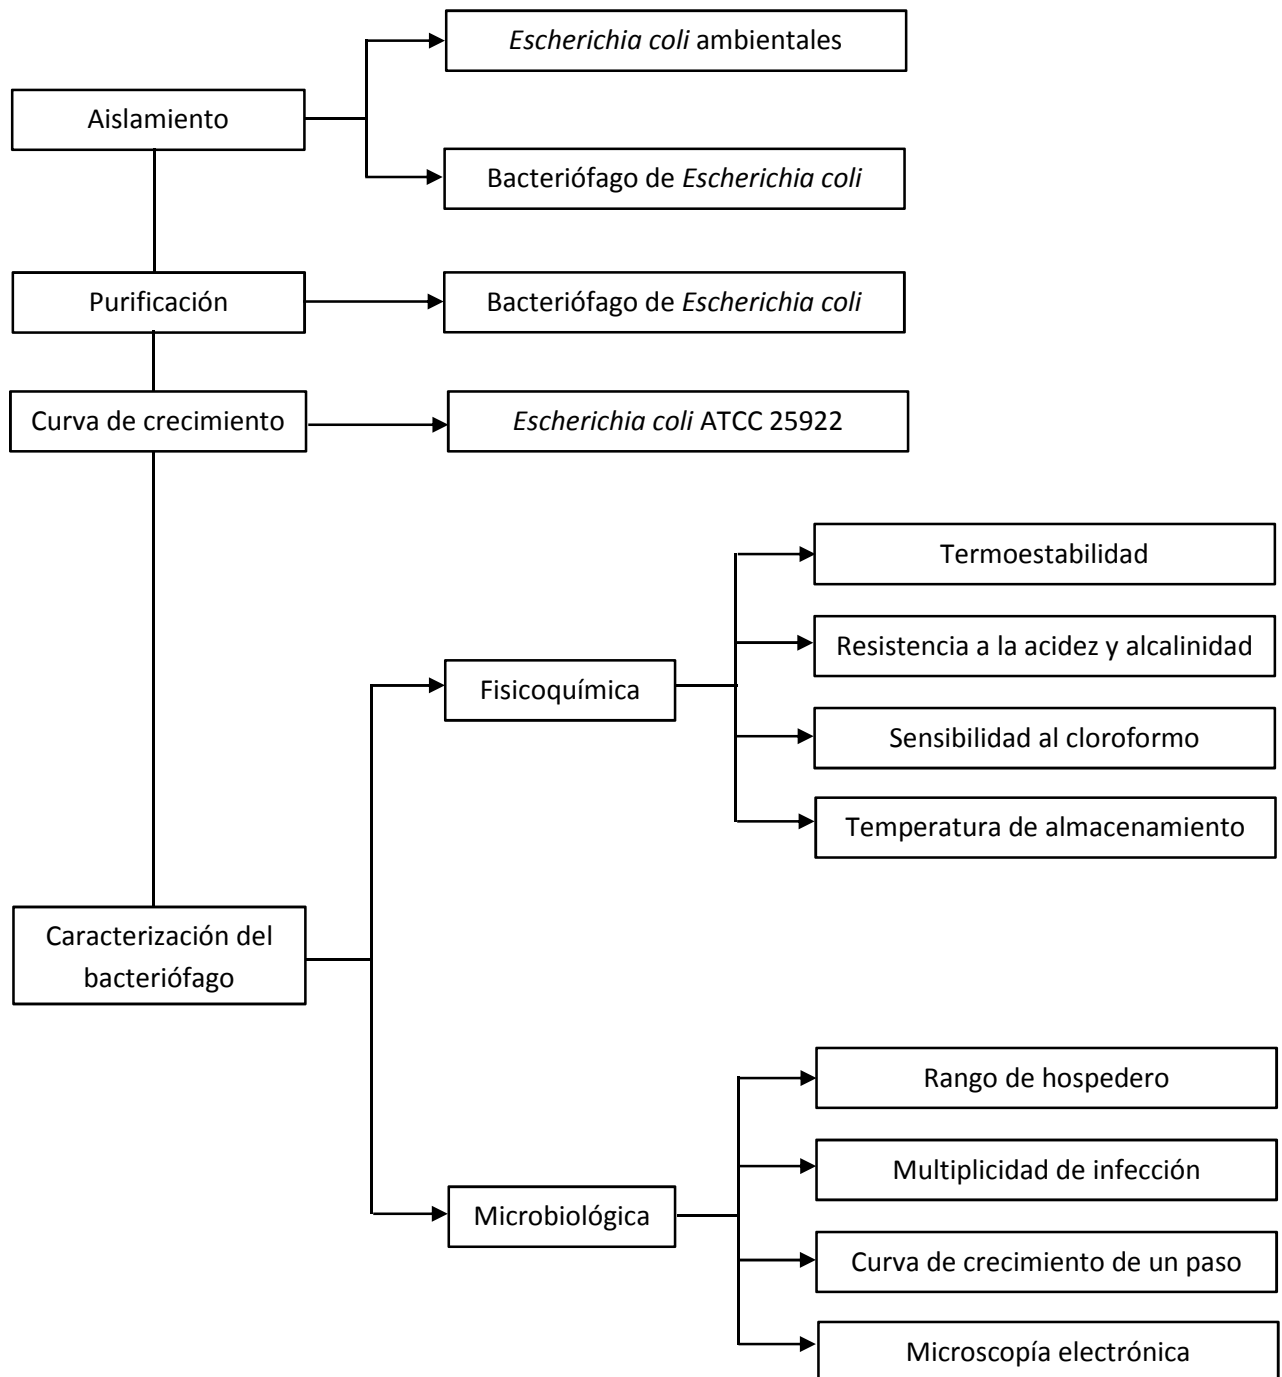 Escherichia coli ambientales
Aislamiento
Bacteriófago de Escherichia coli
Purificación
Bacteriófago de Escherichia coli
Curva de crecimiento
Escherichia coli ATCC 25922
Termoestabilidad
Resistencia a la acidez y alcalinidad
Fisicoquímica
Sensibilidad al cloroformo
Temperatura de almacenamiento
Caracterización del
bacteriófago
Rango de hospedero
Multiplicidad de infección
Microbiológica
Curva de crecimiento de un paso
Microscopía electrónica